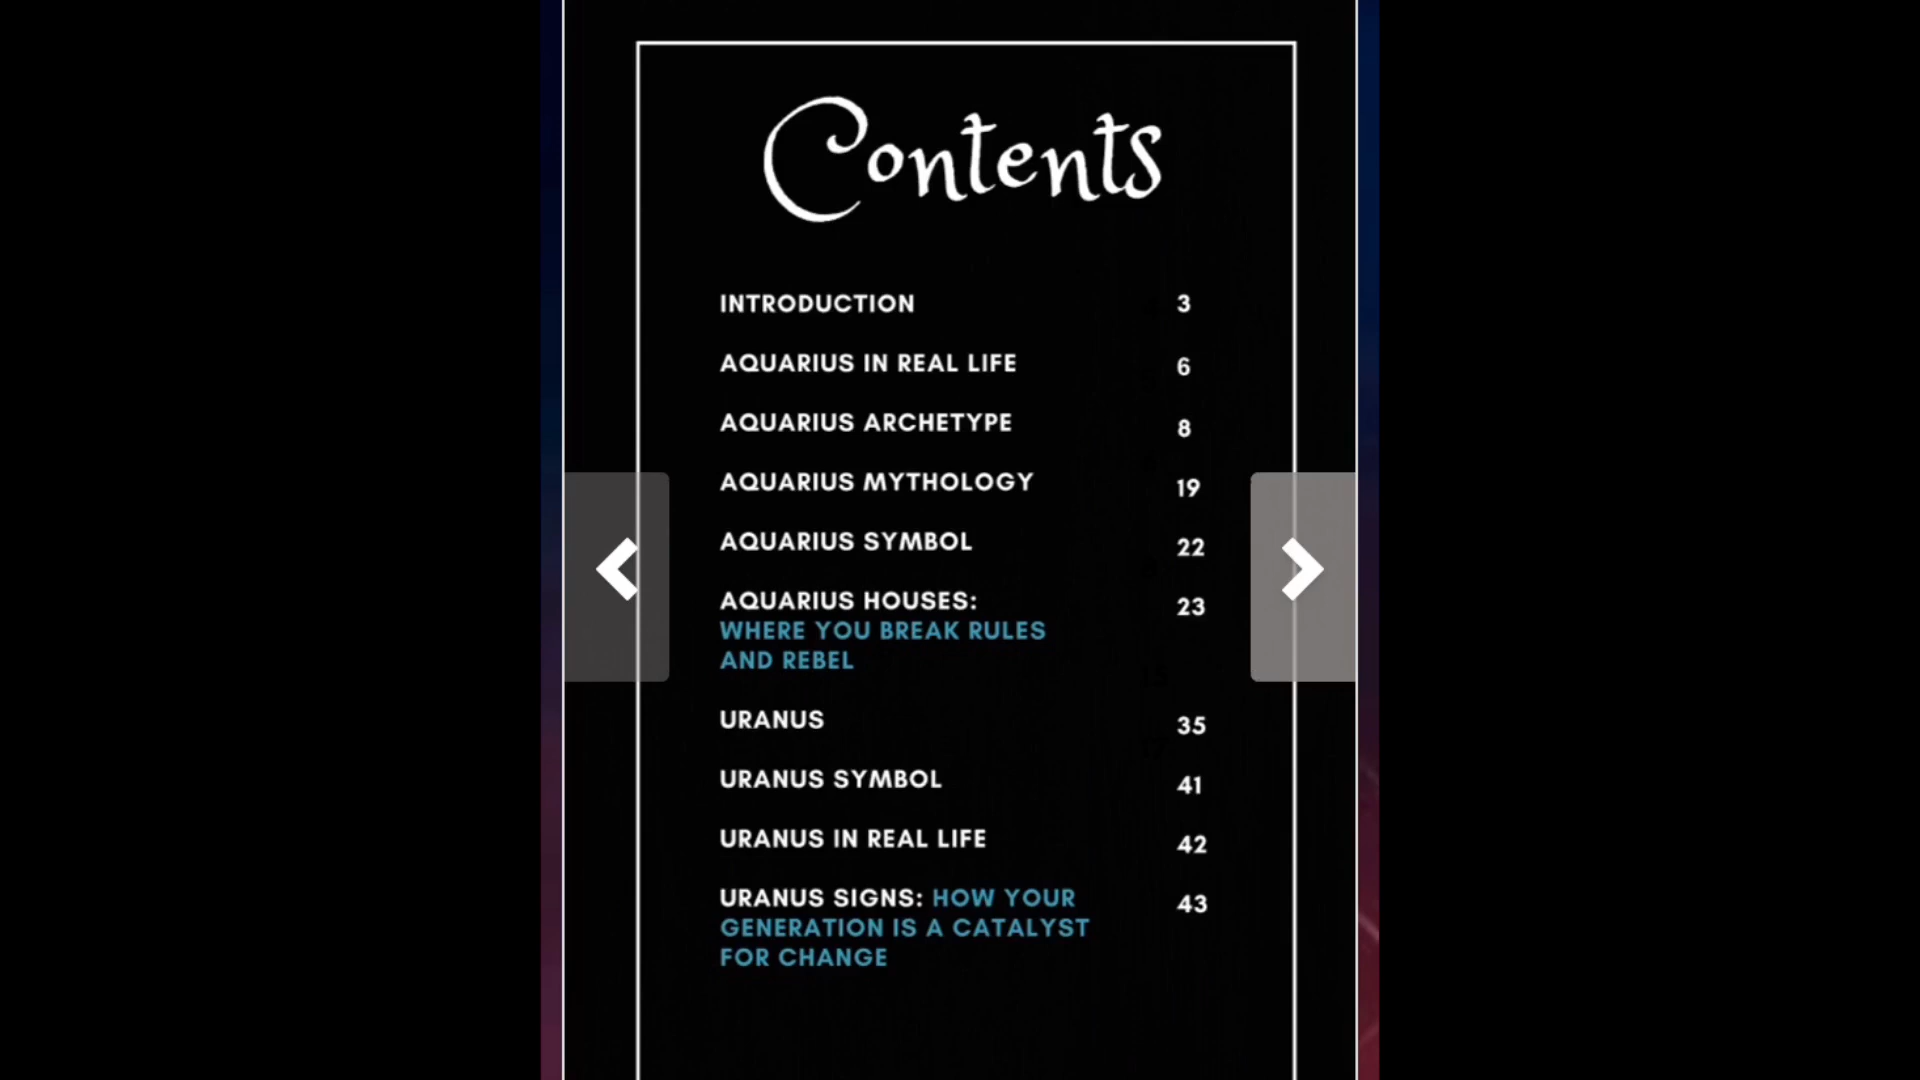 Contents
INTRODUCTION 3
AQUARIUS IN REAL LIFE 6
AQUARIUS ARCHETYPE 8
AQUARIUS MYTHOLOGY 19
AQUARIUS SYMBOL 22
AQUARIUS HOUSES: 23
WHERE YOU BREAK RULES
AND REBEL
URANUS 35
URANUS SYMBOL 41
URANUS IN REAL LIFE 42
URANUS SIGNS: HOW YOUR 43
GENERATION IS A CATALYST
FOR CHANGE